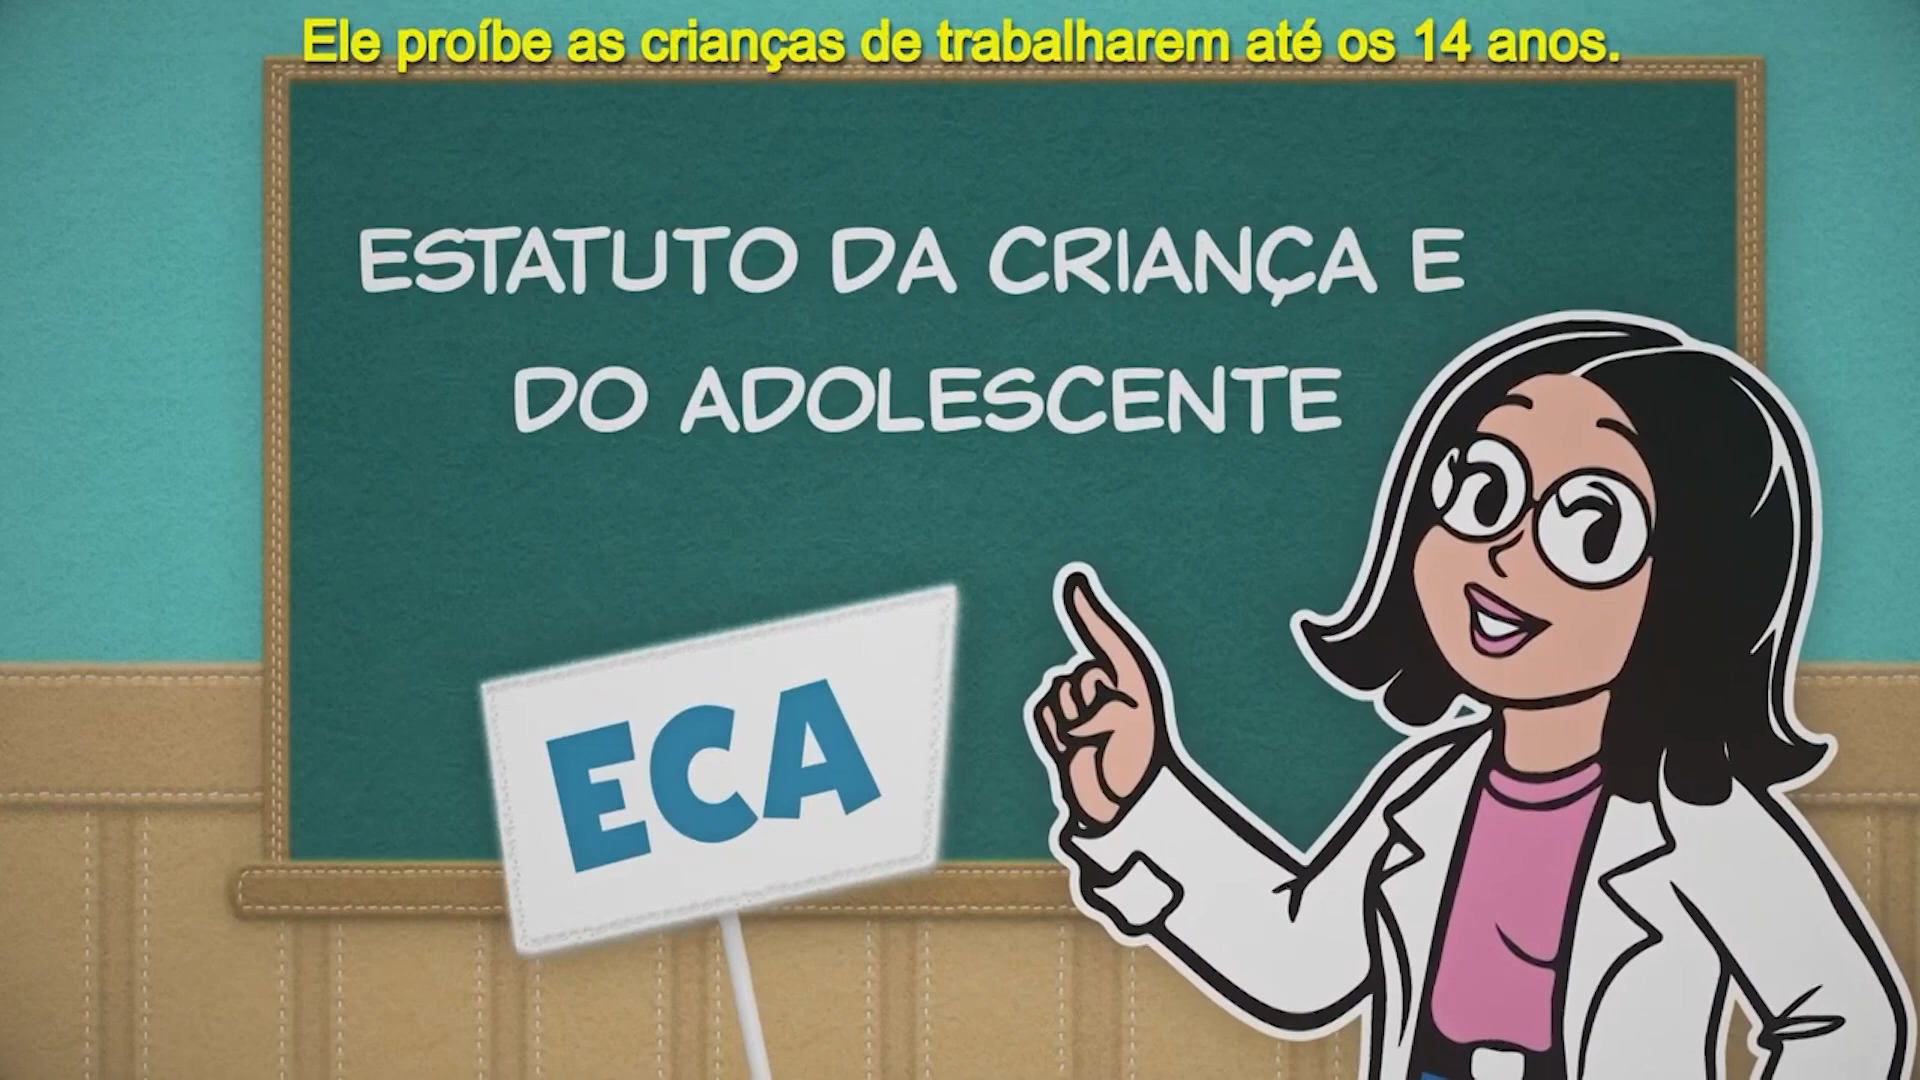 Ele proíbe as crianças de trabalharem até os 14 anos.
ESTATUTO DA CRIANÇA E
DO ADOLESCENTE
ECA